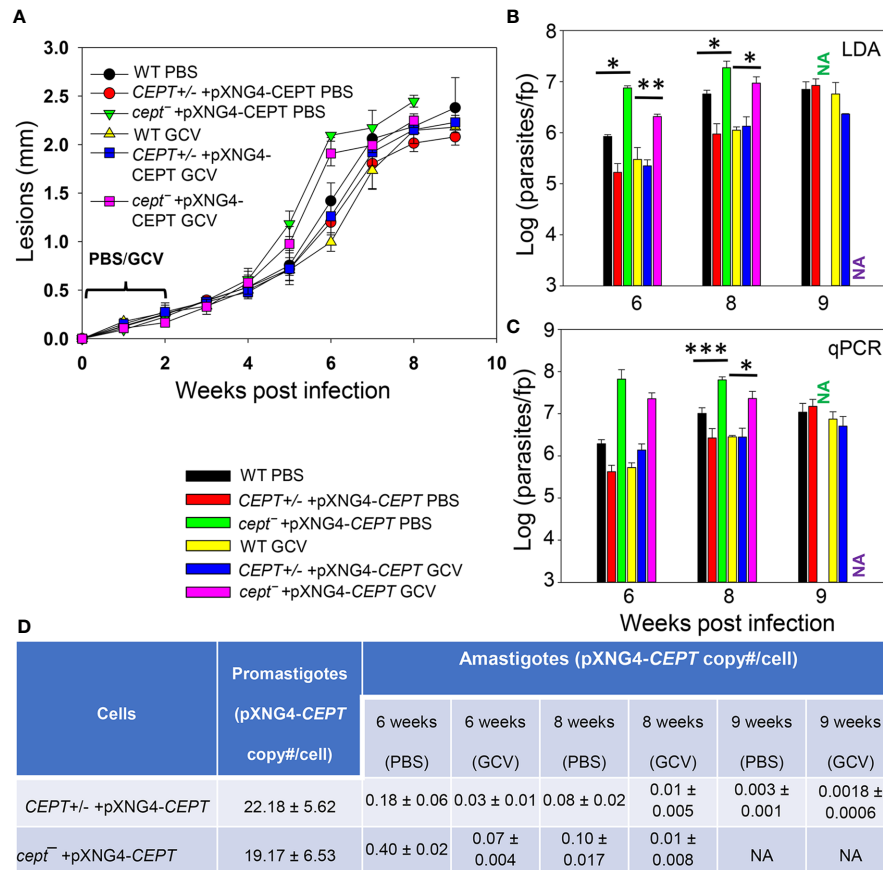 A
Lesions (mm)
3.0
2.5
2.0
1.5
1.0
0.5
0.0
WT PBS
CEPT+/- +pXNG4-CEPT PBS
cept⁻ +pXNG4-CEPT PBS
WT GCV
CEPT+/- +pXNG4-
CEPT GCV
cept⁻ +pXNG4-
CEPT GCV
PBS/GCV
0 2 4 6 8 10
Weeks post infection
B
LDA
Log (parasites/fp)
8
7
6
5
4
3
* ** * * NA NA
6 8 9
C
qPCR
Log (parasites/fp)
9
8
7
6
5
4
3
*** * NA NA
6 8 9
Weeks post infection
WT PBS
CEPT+/- +pXNG4-CEPT PBS
cept⁻ +pXNG4-CEPT PBS
WT GCV
CEPT+/- +pXNG4-CEPT GCV
cept⁻ +pXNG4-CEPT GCV
D
Cells
Promastigotes
(pXNG4-CEPT
copy#/cell)
Amastigotes (pXNG4-CEPT copy#/cell)
6 weeks
(PBS)
6 weeks
(GCV)
8 weeks
(PBS)
8 weeks
(GCV)
9 weeks
(PBS)
9 weeks
(GCV)
CEPT+/- +pXNG4-CEPT
22.18 ± 5.62
0.18 ± 0.06
0.03 ± 0.01
0.08 ± 0.02
0.01 ±
0.005
0.003 ±
0.001
0.0018 ±
0.0006
cept⁻ +pXNG4-CEPT
19.17 ± 6.53
0.40 ± 0.02
0.07 ±
0.004
0.10 ±
0.017
0.01 ±
0.008
NA
NA